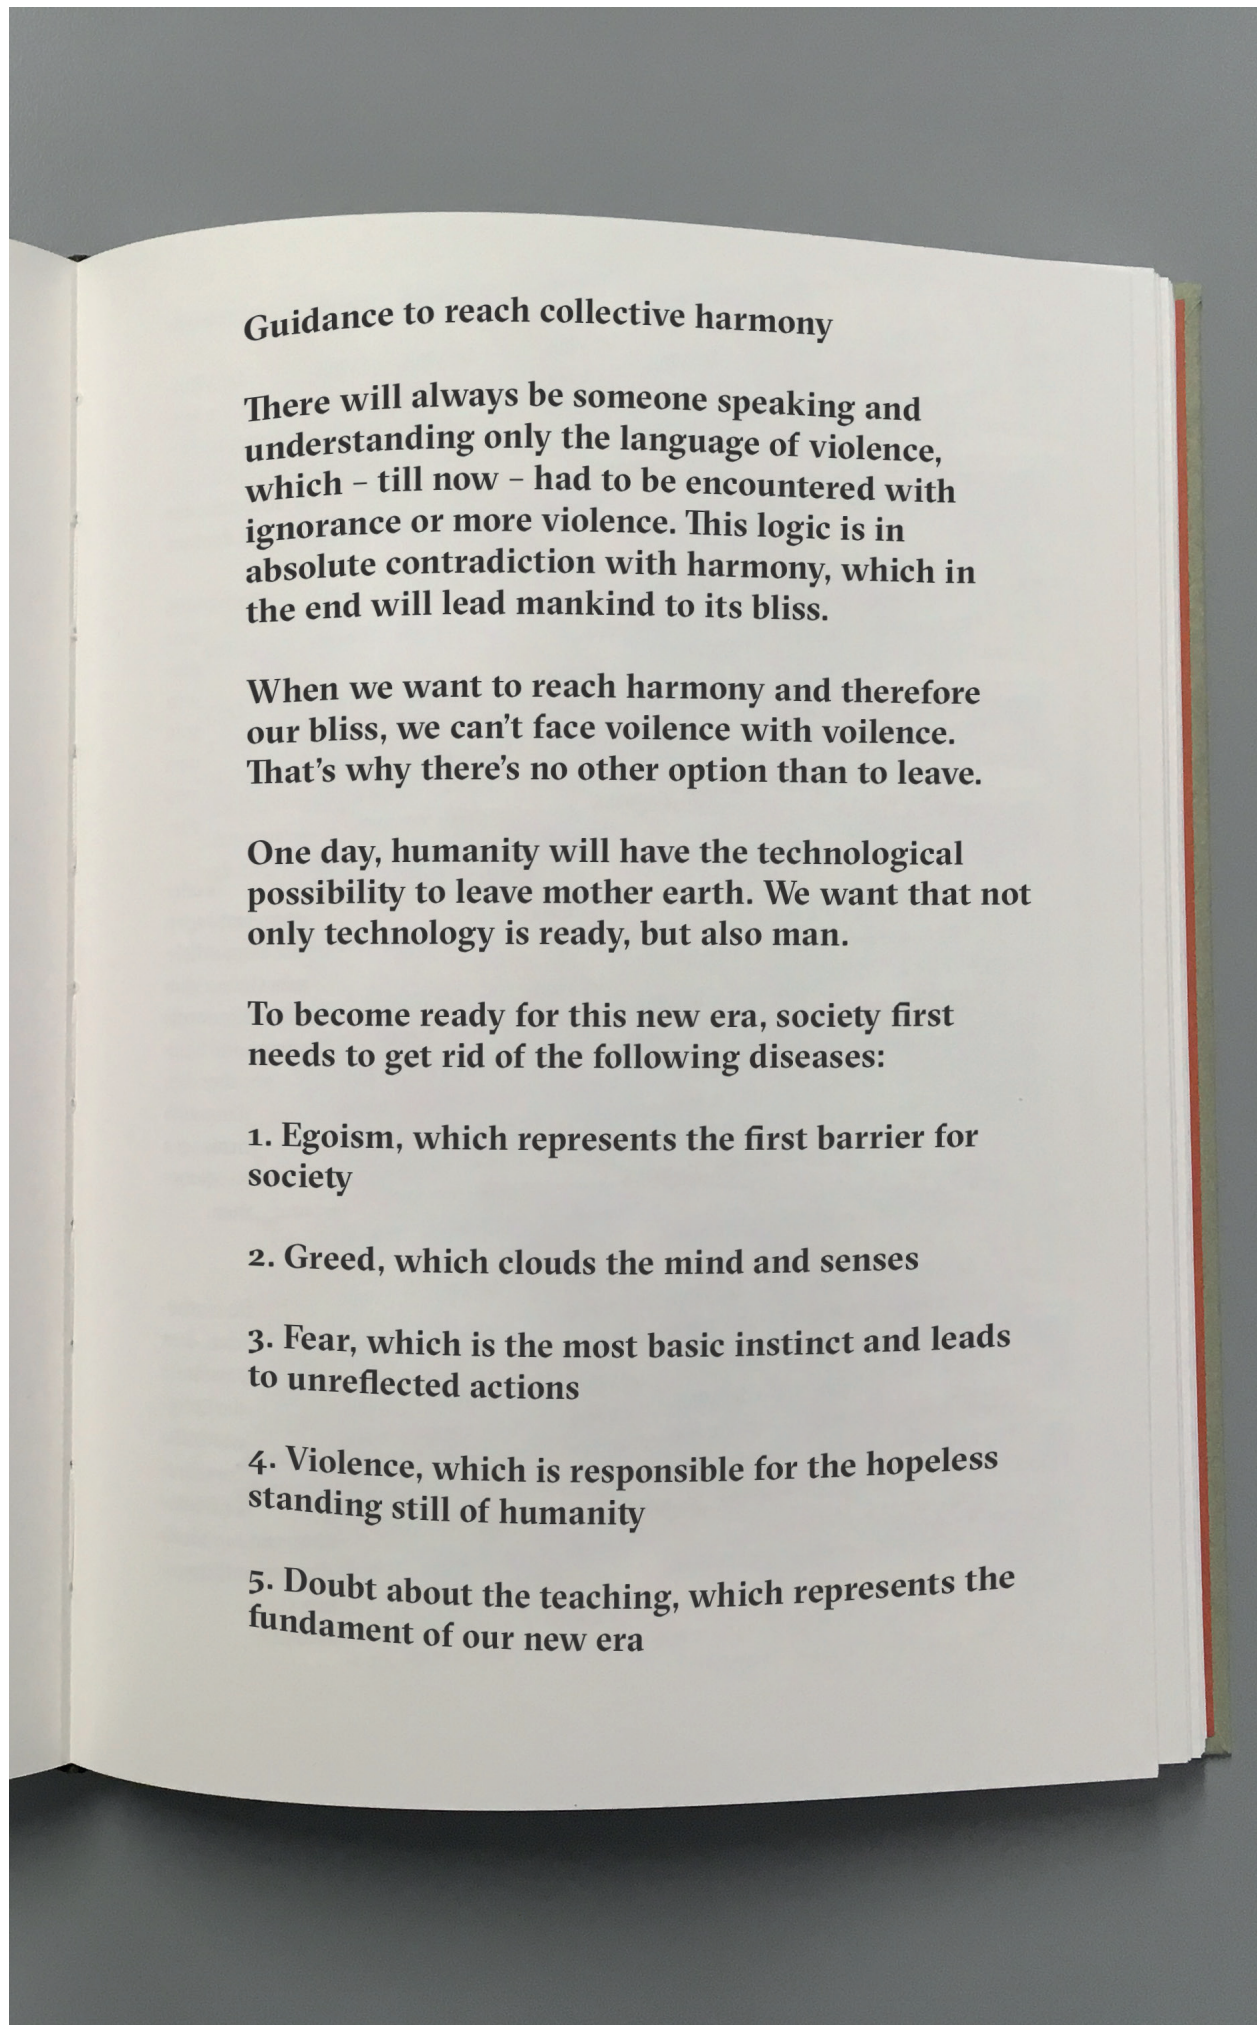 Guidance to reach collective harmony
There will always be someone speaking and
understanding only the language of violence,
which – till now – had to be encountered with
ignorance or more violence. This logic is in
absolute contradiction with harmony, which in
the end will lead mankind to its bliss.
When we want to reach harmony and therefore
our bliss, we can't face voilence with voilence.
That's why there's no other option than to leave.
One day, humanity will have the technological
possibility to leave mother earth. We want that not
only technology is ready, but also man.
To become ready for this new era, society first
needs to get rid of the following diseases:
1. Egoism, which represents the first barrier for
society
2. Greed, which clouds the mind and senses
3. Fear, which is the most basic instinct and leads
to unreflected actions
4. Violence, which is responsible for the hopeless
standing still of humanity
5. Doubt about the teaching, which represents the
fundament of our new era